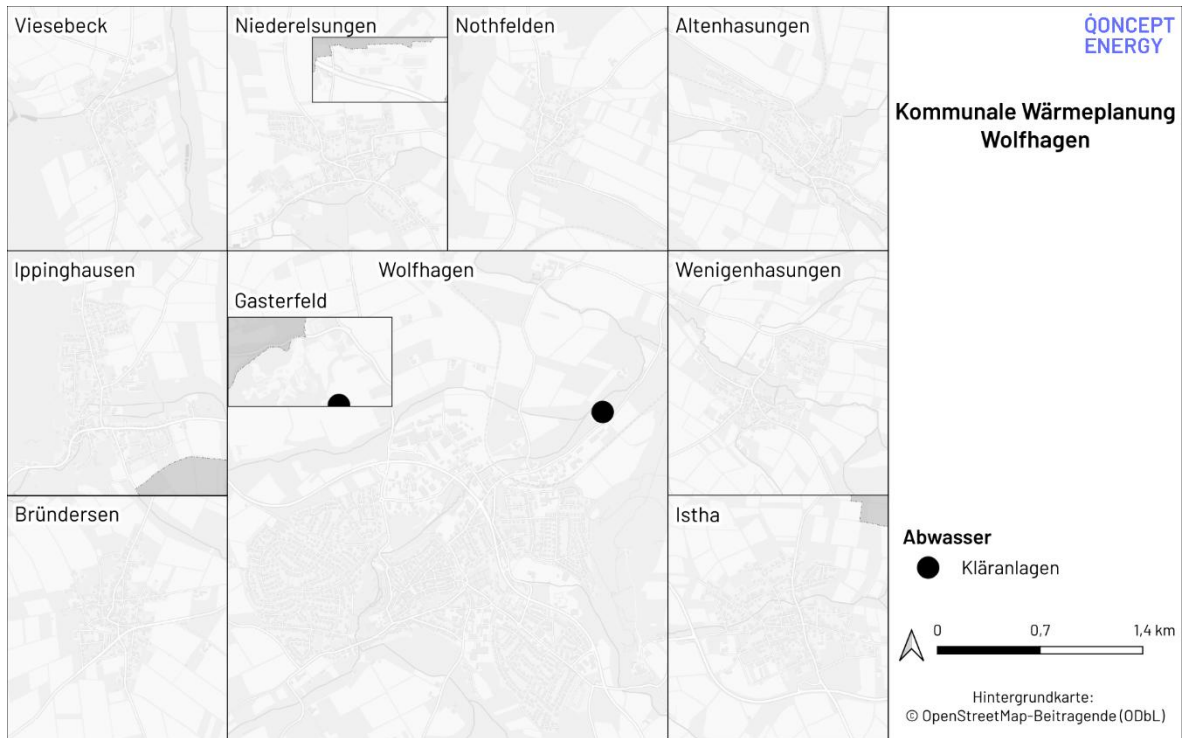 Viesebeck
Niederelsungen
Nothfelden
Altenhasungen
Ippinghausen
Wolfhagen
Gasterfeld
Wenigenhasungen
Bründersen
Istha
QONCEPT
ENERGY
Kommunale Wärmeplanung
Wolfhagen
Abwasser
Kläranlagen
0 0,7 1,4 km
Hintergrundkarte:
© OpenStreetMap-Beitragende (ODbL)